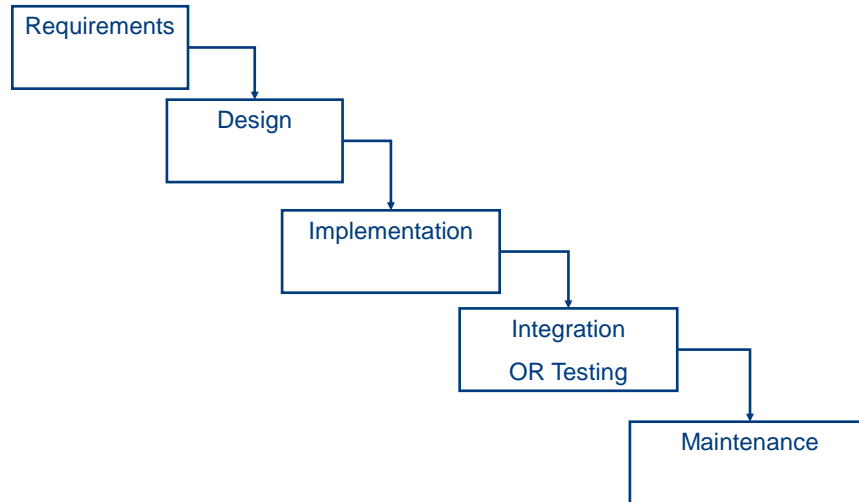 Requirements
Design
Implementation
Integration
OR Testing
Maintenance